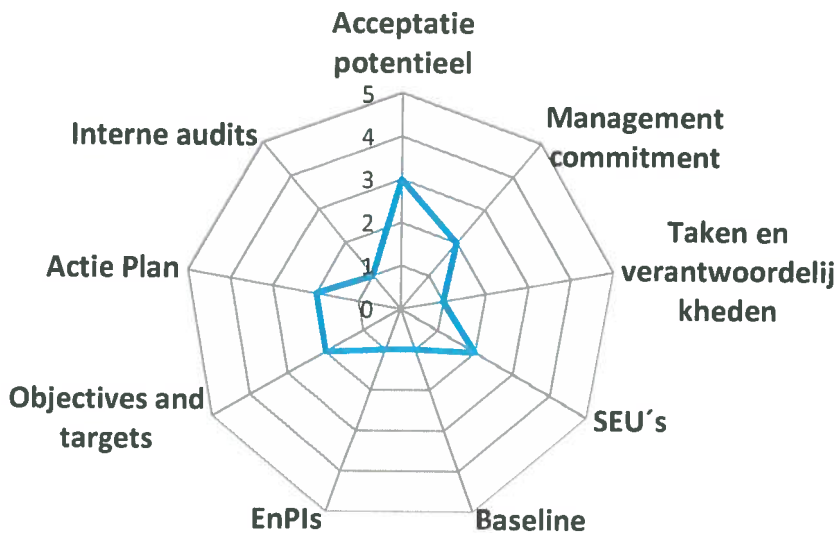 Acceptatie
potentieel
Management
commitment
Taken en
verantwoordelij
kheden
SEU´s
Baseline
EnPIs
Objectives and
targets
Actie Plan
Interne audits
5
4
3
2
1
0